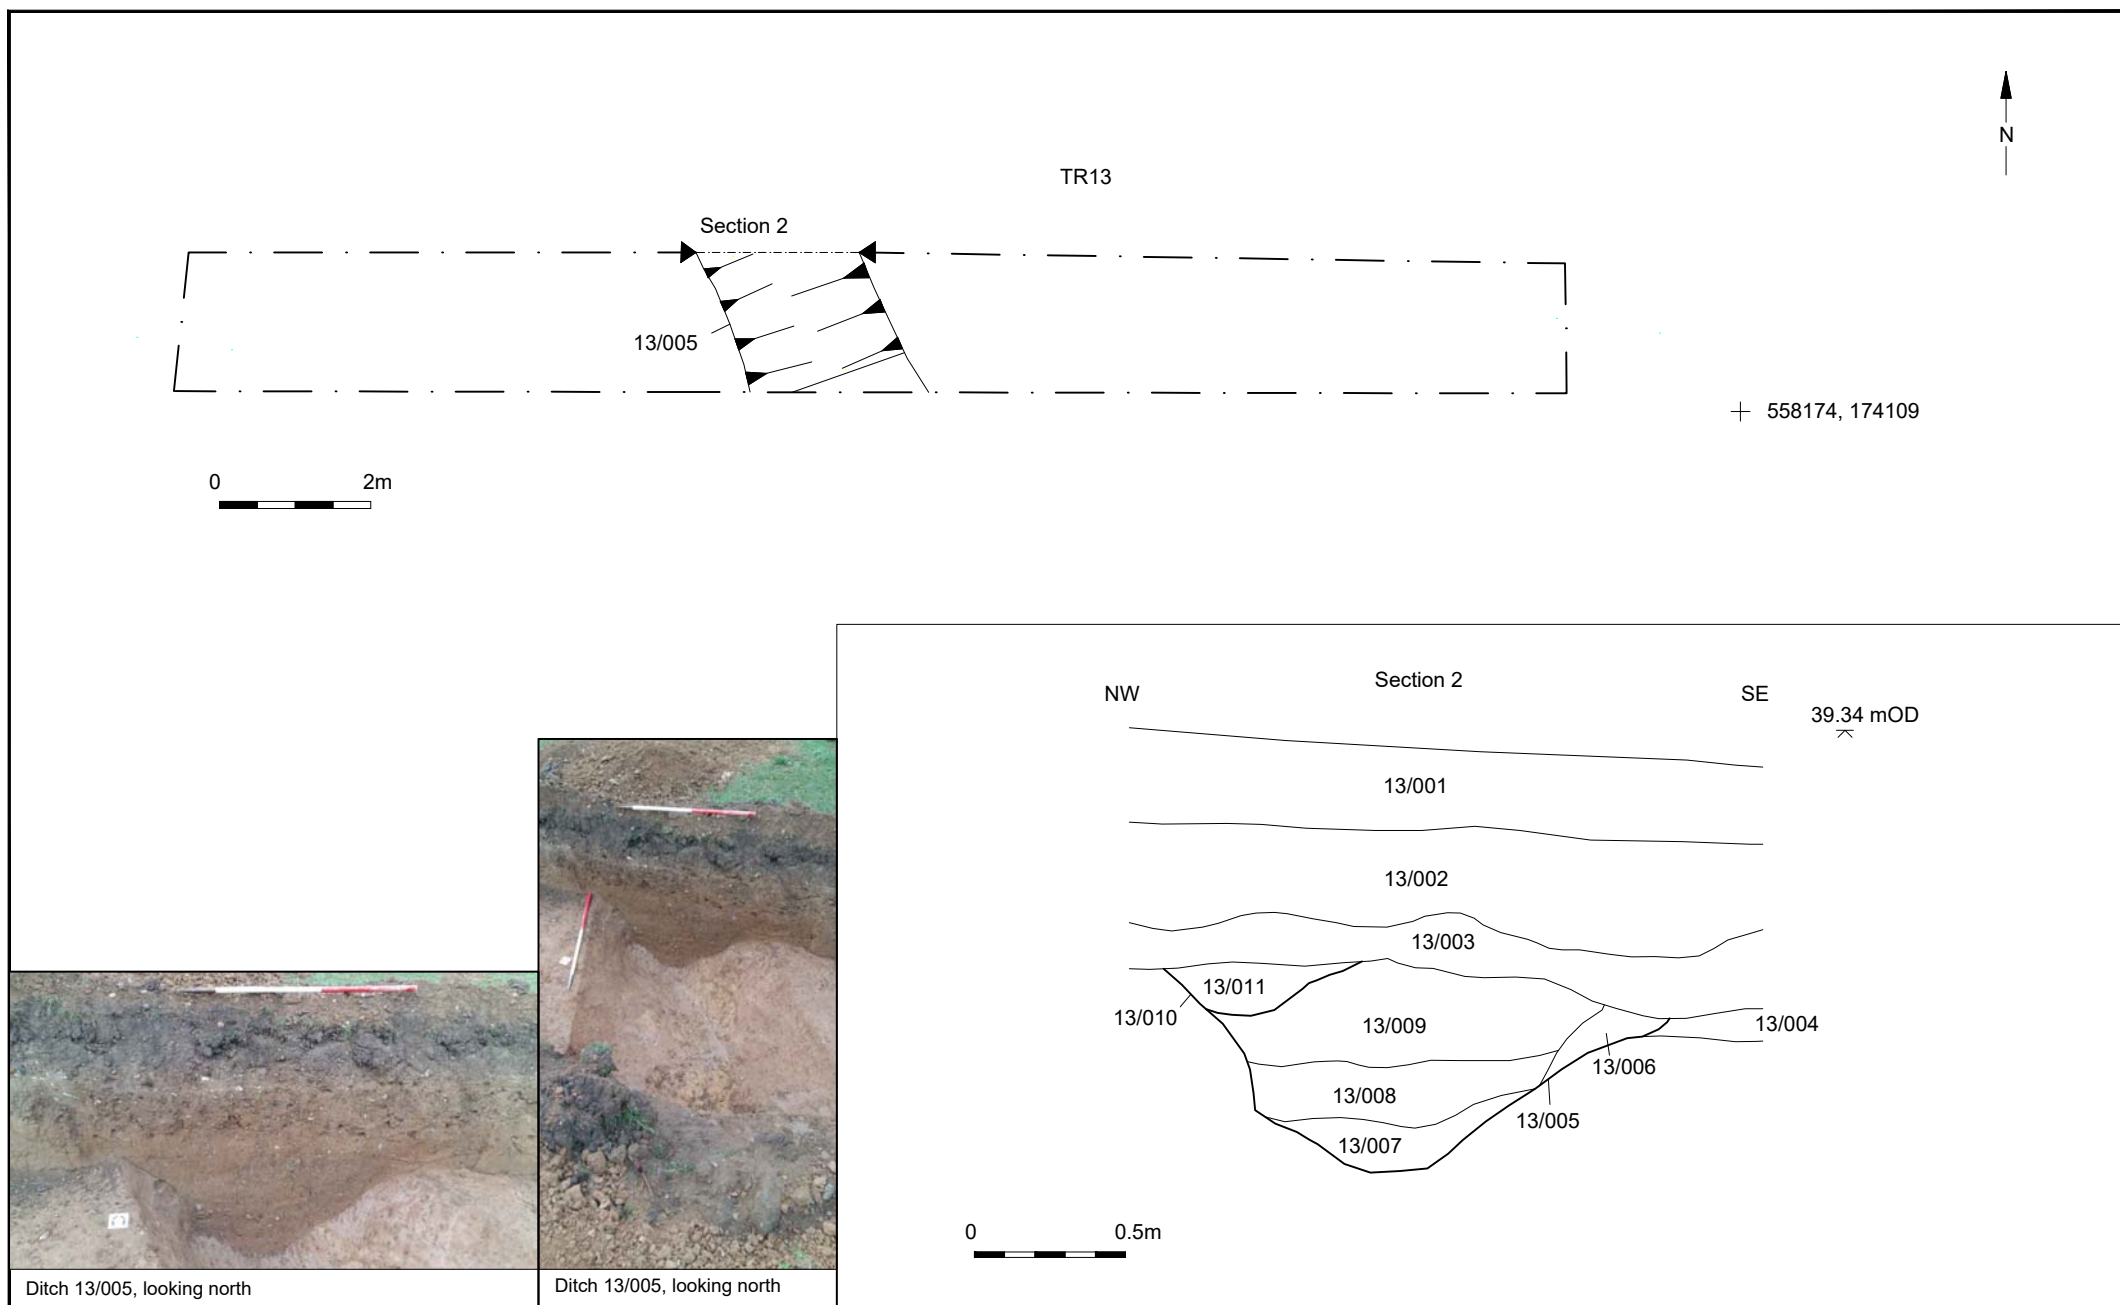 N
TR13
Section 2
13/005
558174, 174109
0 2m
Section 2
NW SE
39.34 mOD
13/001
13/002
13/003
13/011
13/010
13/009
13/004
13/006
13/008
13/005
13/007
0 0.5m
Ditch 13/005, looking north
Ditch 13/005, looking north